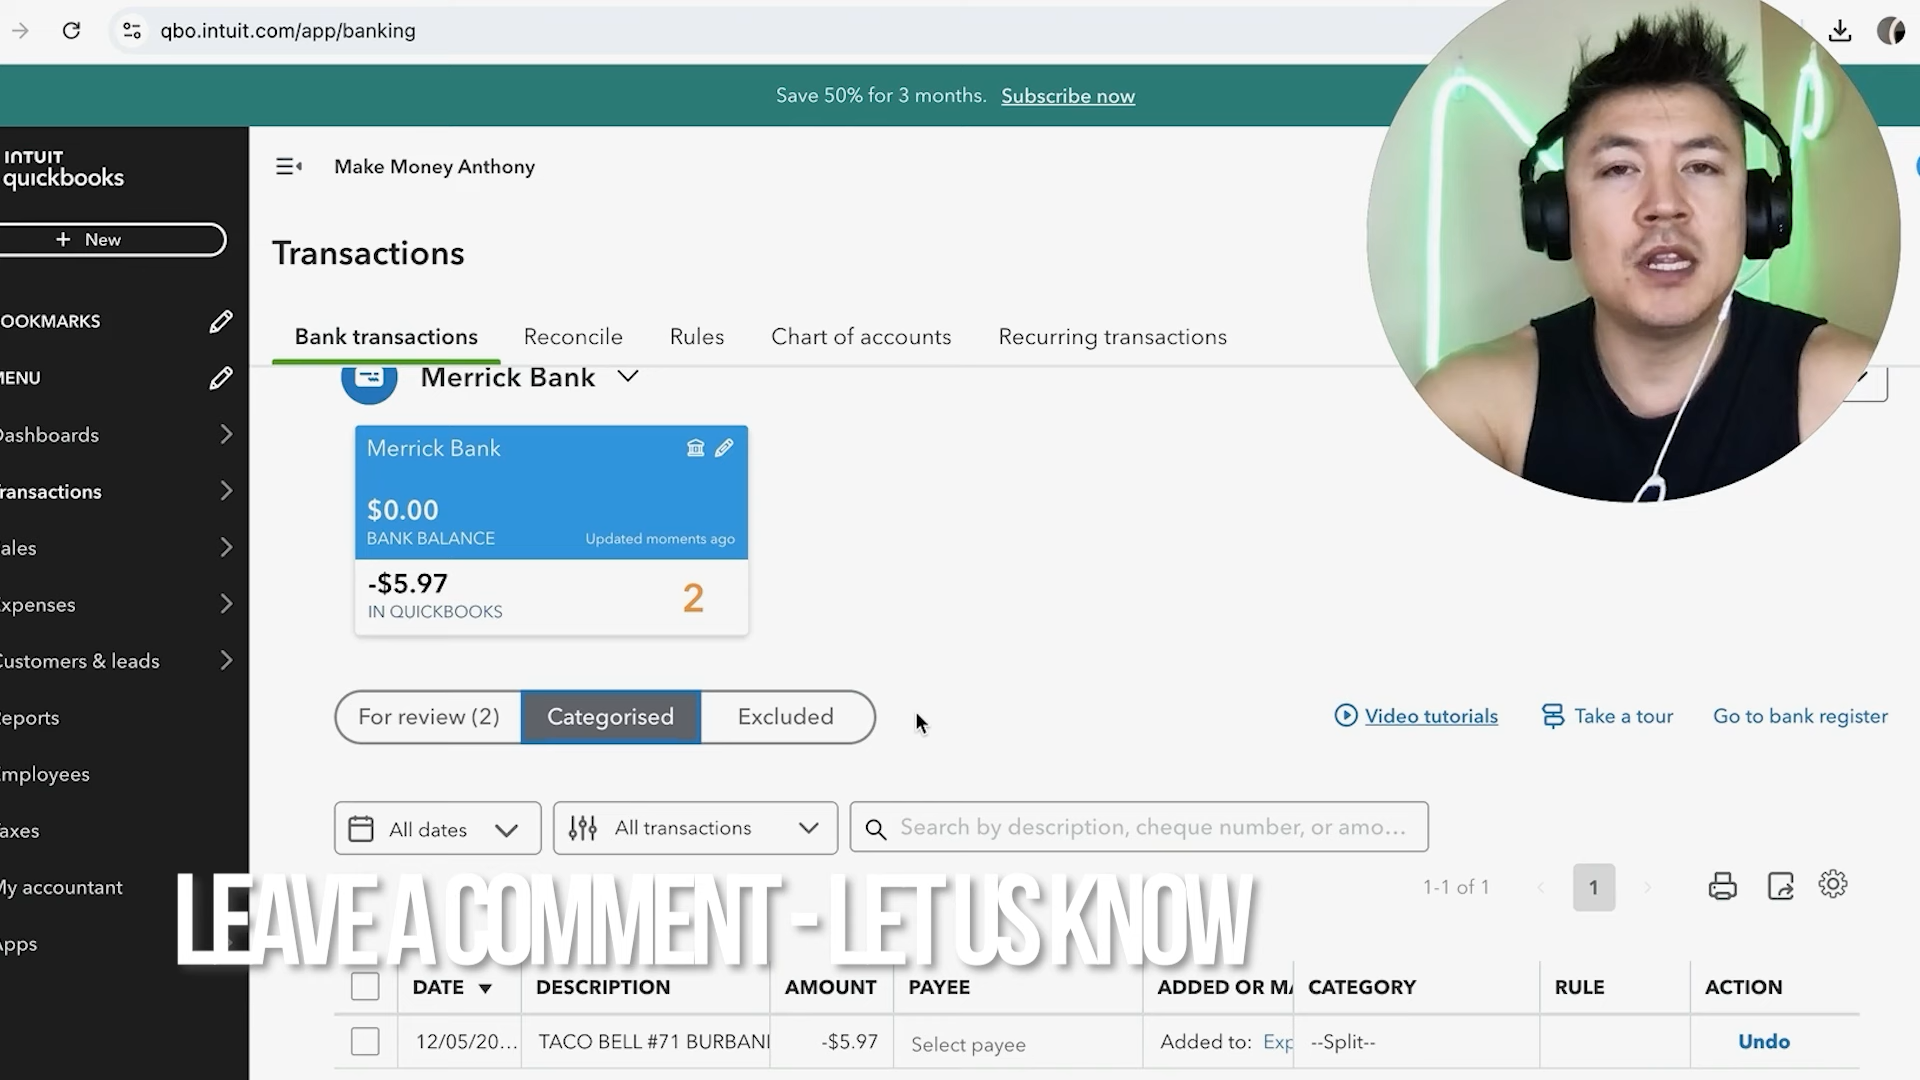 qbo.intuit.com/app/banking
Save 50% for 3 months. Subscribe now
INTUIT
quickbooks
Make Money Anthony
+ New
Transactions
OOKMARKS
Bank transactions Reconcile Rules Chart of accounts Recurring transactions
MENU
Merrick Bank
Dashboards
Merrick Bank
Transactions
$0.00
BANK BALANCE Updated moments ago
ales
-$5.97 2
IN QUICKBOOKS
xpenses
Customers & leads
eports
For review (2) Categorised Excluded
Video tutorials Take a tour Go to bank register
mployees
axes
All dates All transactions Search by description, cheque number, or amo...
My accountant
1-1 of 1 1
LEAVE A COMMENT - LET US KNOW
Apps
DATE DESCRIPTION AMOUNT PAYEE ADDED OR MA CATEGORY RULE ACTION
12/05/20... TACO BELL #71 BURBANI -$5.97 Select payee Added to: Exp --Split-- Undo